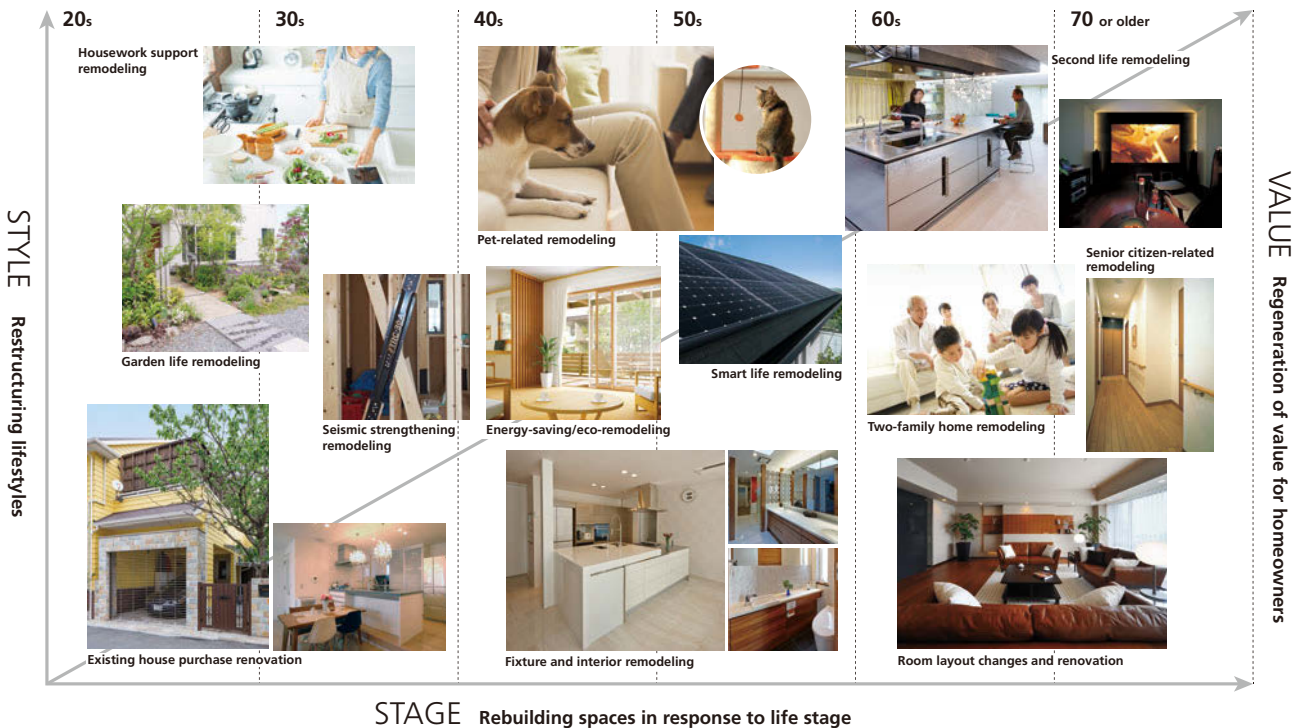 20s
30s
40s
50s
60s
70 or older
Housework support
remodeling
Second life remodeling
Pet-related remodeling
Senior citizen-related
remodeling
Garden life remodeling
Smart life remodeling
Seismic strengthening
remodeling
Energy-saving/eco-remodeling
Two-family home remodeling
Existing house purchase renovation
Fixture and interior remodeling
Room layout changes and renovation
STYLE Restructuring lifestyles
VALUE Regeneration of value for homeowners
STAGE Rebuilding spaces in response to life stage